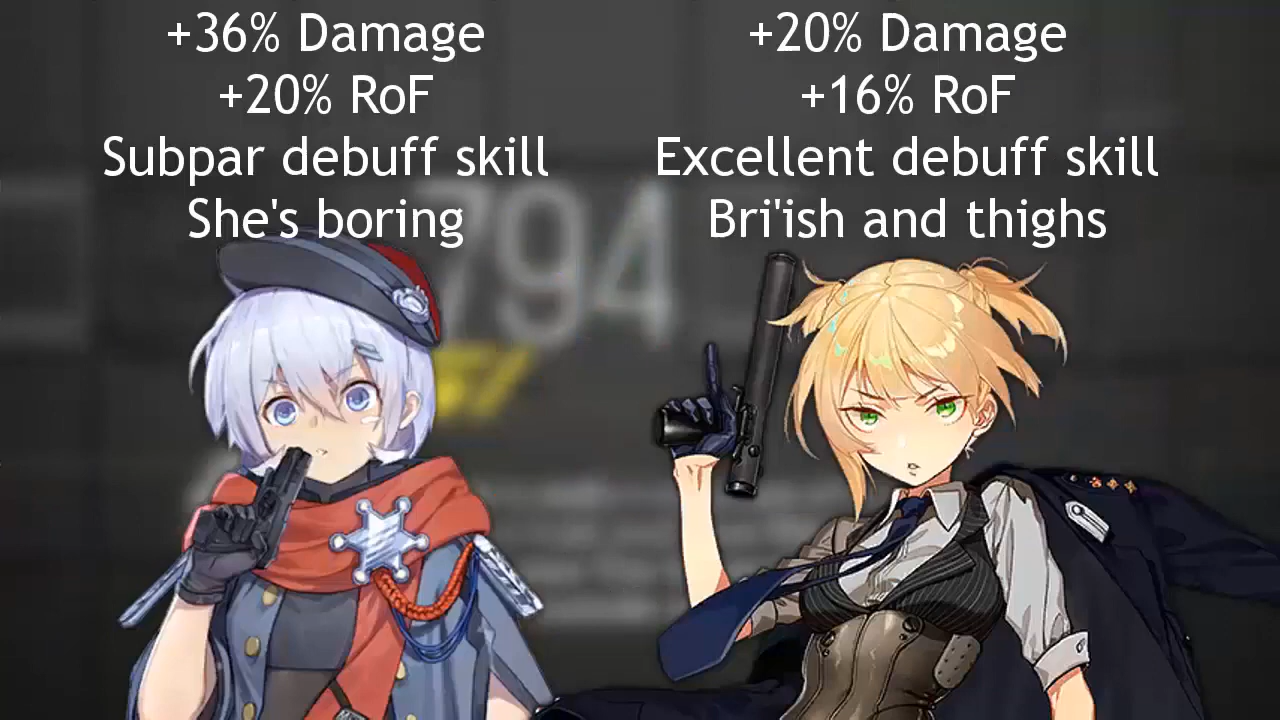 +36% Damage
+20% RoF
Subpar debuff skill
She's boring
+20% Damage
+16% RoF
Excellent debuff skill
Bri'ish and thighs
794